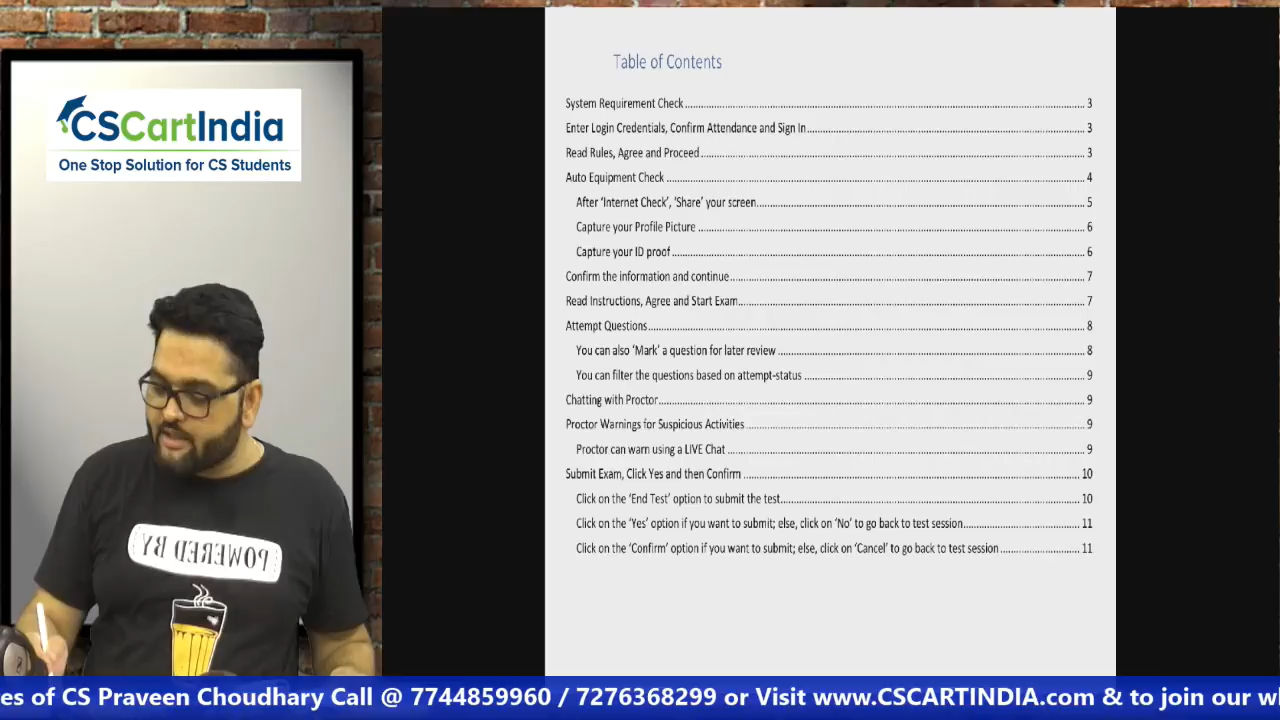 CSCartIndia
One Stop Solution for CS Students
POWERED BY
Table of Contents
System Requirement Check 3
Enter Login Credentials, Confirm Attendance and Sign In 3
Read Rules, Agree and Proceed 3
Auto Equipment Check 4
After ‘Internet Check’, ‘Share’ your screen 5
Capture your Profile Picture 6
Capture your ID proof 6
Confirm the information and continue 7
Read Instructions, Agree and Start Exam 7
Attempt Questions 8
You can also ‘Mark’ a question for later review 8
You can filter the questions based on attempt-status 9
Chatting with Proctor 9
Proctor Warnings for Suspicious Activities 9
Proctor can warn using a LIVE Chat 9
Submit Exam, Click Yes and then Confirm 10
Click on the ‘End Test’ option to submit the test 10
Click on the ‘Yes’ option if you want to submit; else, click on ‘No’ to go back to test session 11
Click on the ‘Confirm’ option if you want to submit; else, click on ‘Cancel’ to go back to test session 11
es of CS Praveen Choudhary Call @ 7744859960 / 7276368299 or Visit www.CSCARTINDIA.com & to join our w